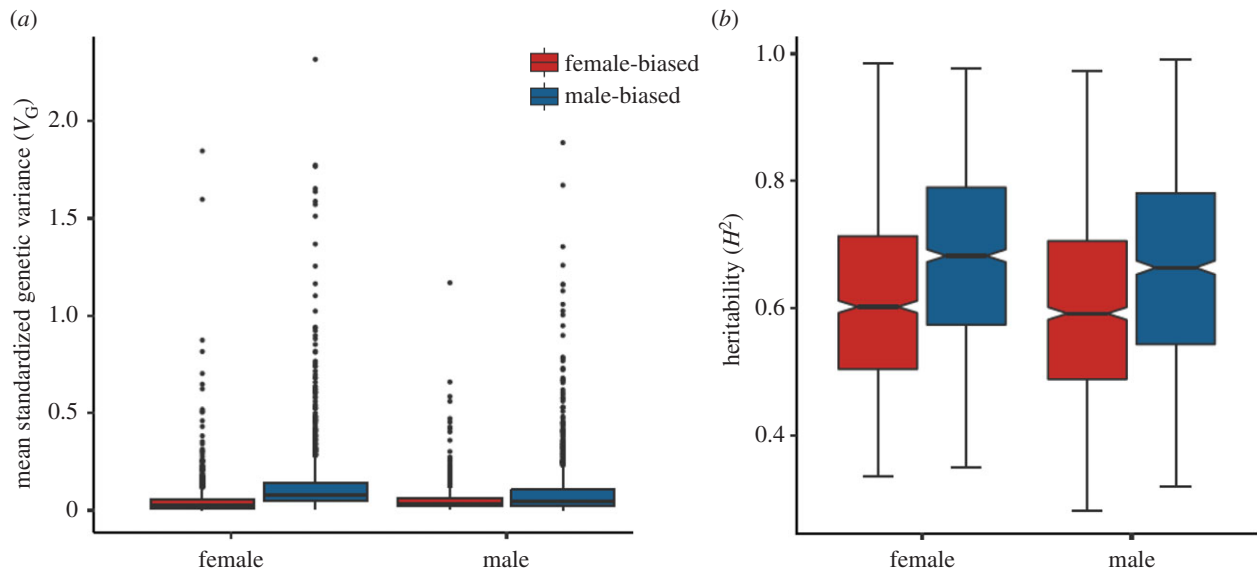 (a)
mean standardized genetic variance (V_G)
2.0
1.5
1.0
0.5
0
female-biased
male-biased
female
male
(b)
heritability (H²)
1.0
0.8
0.6
0.4
female
male